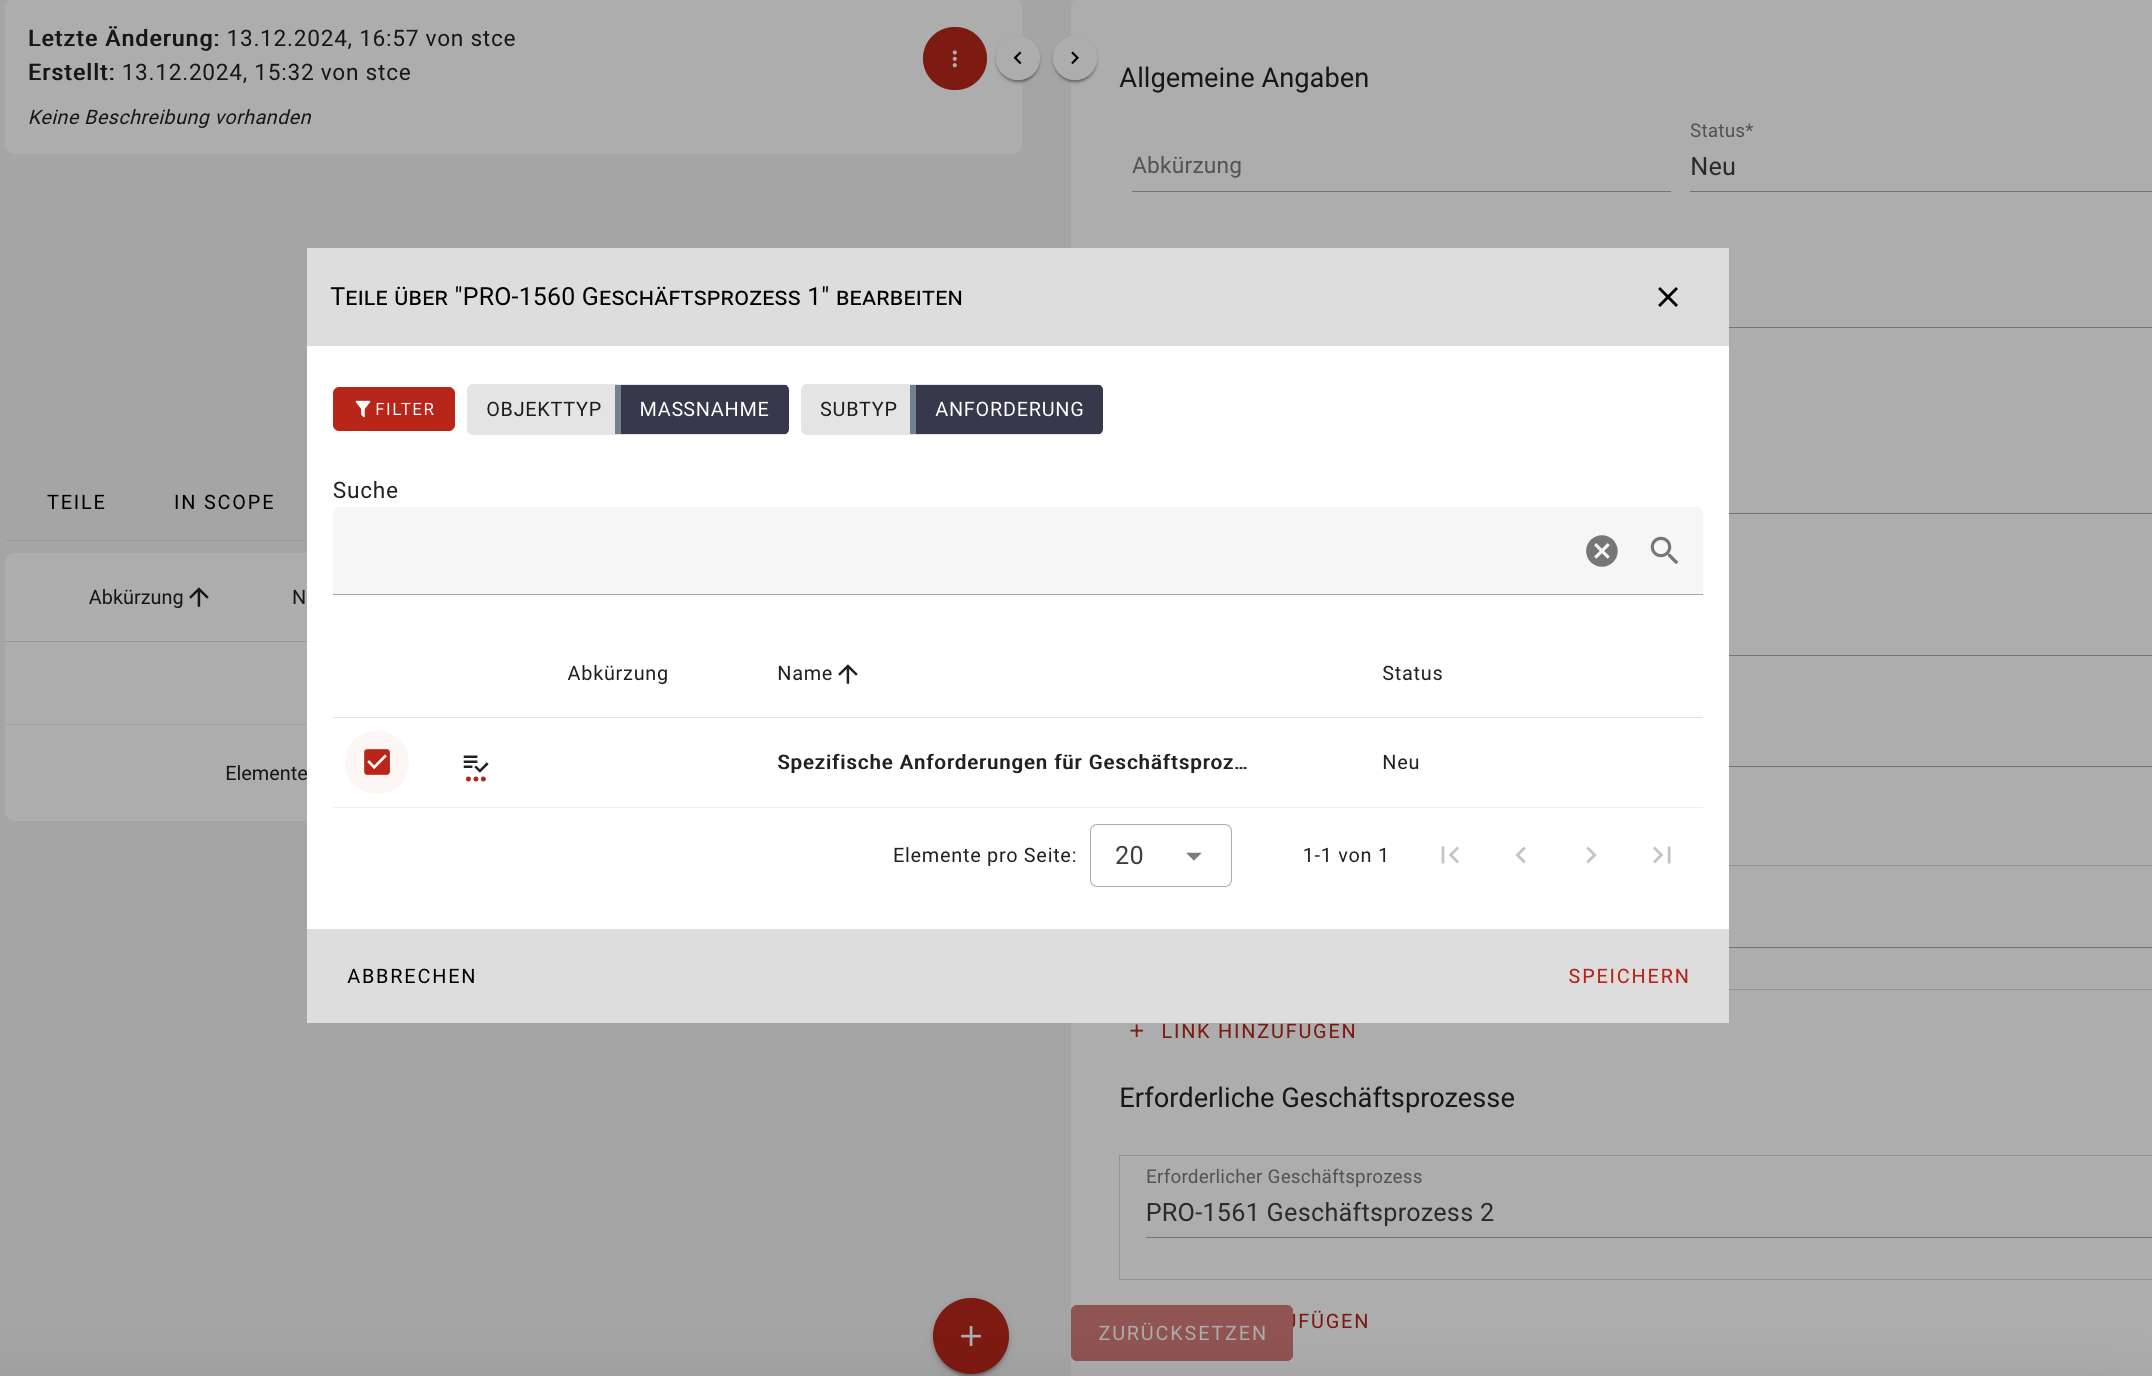 Letzte Änderung: 13.12.2024, 16:57 von stce
Erstellt: 13.12.2024, 15:32 von stce
Keine Beschreibung vorhanden
Allgemeine Angaben
Status*
Abkürzung
Neu
TEILE ÜBER "PRO-1560 GESCHÄFTSPROZESS 1" BEARBEITEN
FILTER
OBJEKTTYP
MASSNAHME
SUBTYP
ANFORDERUNG
Suche
TEILE
IN SCOPE
Abkürzung
N
Elemente
Abkürzung
Name
Status
Spezifische Anforderungen für Geschäftsproz…
Neu
Elemente pro Seite:
20
1-1 von 1
ABBRECHEN
SPEICHERN
+ LINK HINZUFÜGEN
Erforderliche Geschäftsprozesse
Erforderlicher Geschäftsprozess
PRO-1561 Geschäftsprozess 2
ZURÜCKSETZEN
FÜGEN